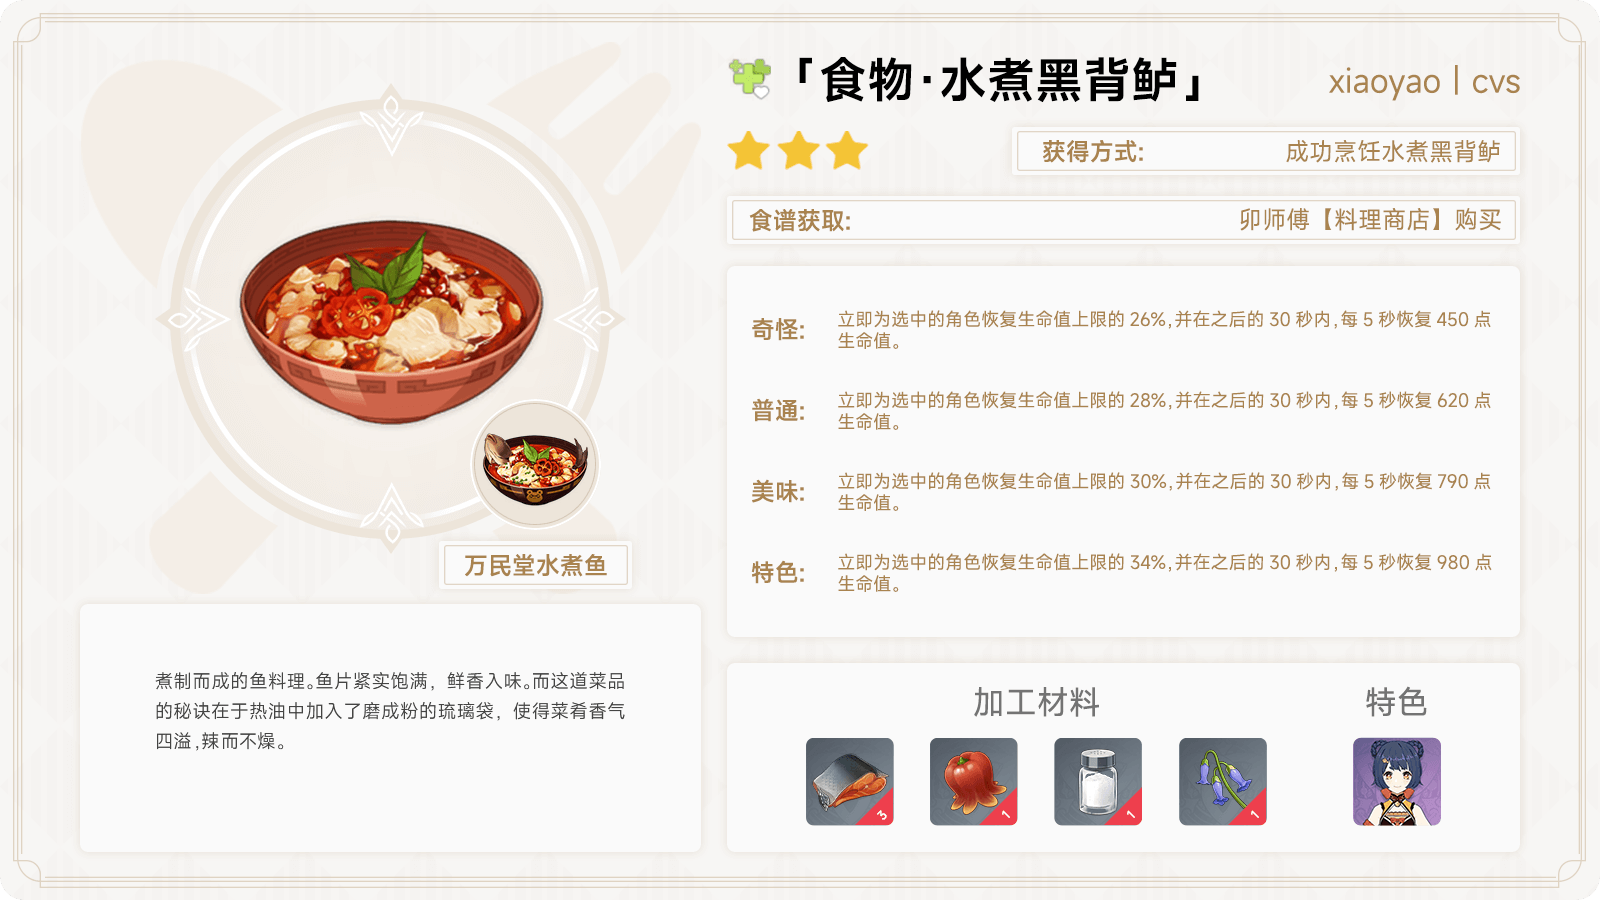 「食物·水煮黑背鲈」
xiaoyao | cvs
获得方式: 成功烹饪水煮黑背鲈
食谱获取: 卯师傅【料理商店】购买
奇怪: 立即为选中的角色恢复生命值上限的 26%,并在之后的 30 秒内,每 5 秒恢复 450 点
生命值。
普通: 立即为选中的角色恢复生命值上限的 28%,并在之后的 30 秒内,每 5 秒恢复 620 点
生命值。
美味: 立即为选中的角色恢复生命值上限的 30%,并在之后的 30 秒内,每 5 秒恢复 790 点
生命值。
特色: 立即为选中的角色恢复生命值上限的 34%,并在之后的 30 秒内,每 5 秒恢复 980 点
生命值。
万民堂水煮鱼
煮制而成的鱼料理。鱼片紧实饱满，鲜香入味。而这道菜品
的秘诀在于热油中加入了磨成粉的琉璃袋，使得菜肴香气
四溢,辣而不燥。
加工材料
特色
3
1
1
1